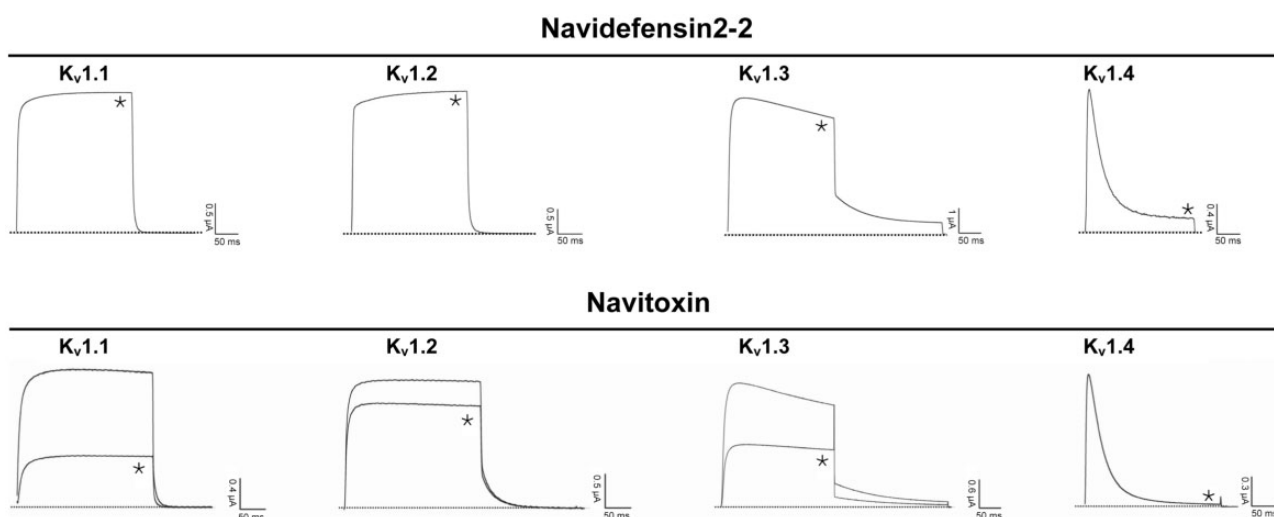 Navidefensin2-2
Kv1.1 Kv1.2 Kv1.3 Kv1.4
* * * *
0.5 µA 0.5 µA 1 µA 0.4 µA
50 ms 50 ms 50 ms 50 ms
Navitoxin
Kv1.1 Kv1.2 Kv1.3 Kv1.4
* * * *
0.4 µA 0.5 µA 0.6 µA 0.3 µA
50 ms 50 ms 50 ms 50 ms